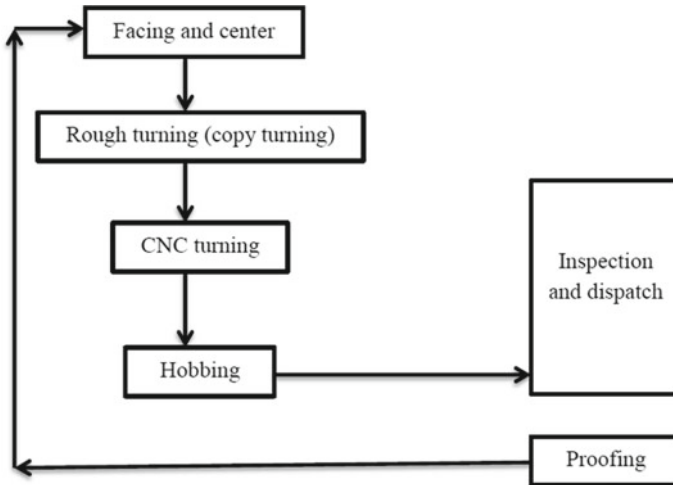 Facing and center
Rough turning (copy turning)
CNC turning
Inspection
and dispatch
Hobbing
Proofing